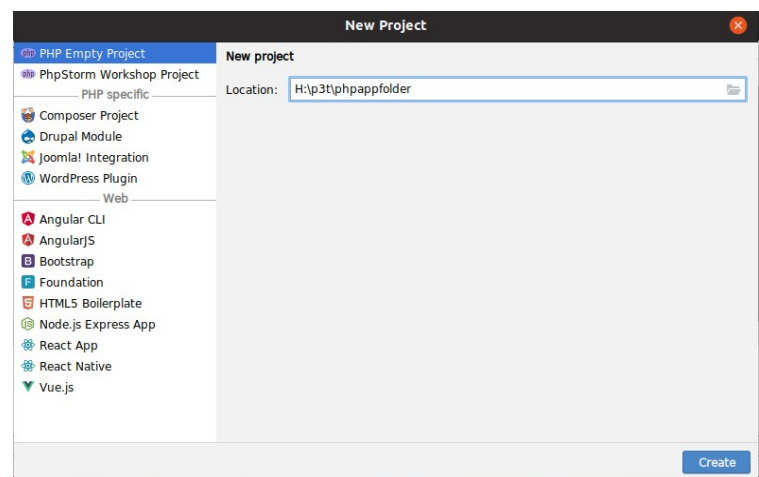 New Project
PHP Empty Project
PhpStorm Workshop Project
PHP specific
Composer Project
Drupal Module
Joomla! Integration
WordPress Plugin
Web
Angular CLI
AngularJS
Bootstrap
Foundation
HTML5 Boilerplate
Node.js Express App
React App
React Native
Vue.js
New project
Location: H:\p3t\phpappfolder
Create